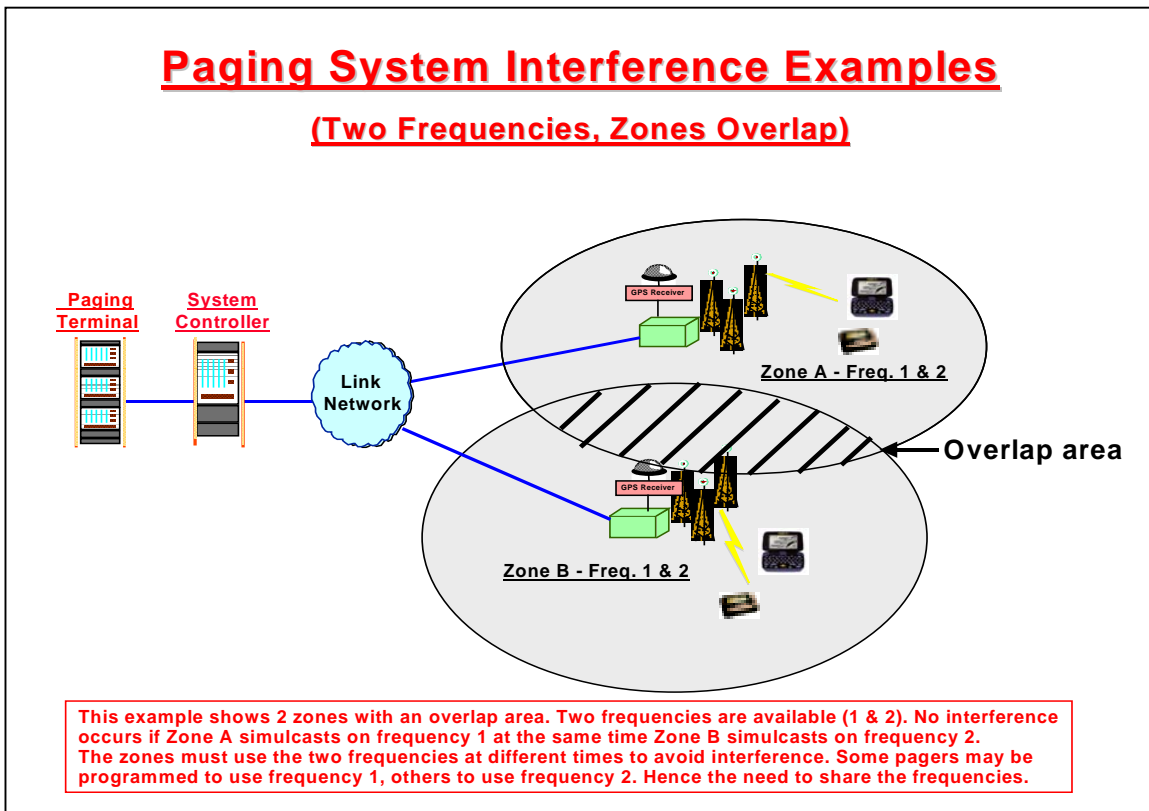 Paging System Interference Examples
(Two Frequencies, Zones Overlap)
Paging
Terminal
System
Controller
Link
Network
GPS Receiver
Zone A - Freq. 1 & 2
Overlap area
GPS Receiver
Zone B - Freq. 1 & 2
This example shows 2 zones with an overlap area. Two frequencies are available (1 & 2). No interference
occurs if Zone A simulcasts on frequency 1 at the same time Zone B simulcasts on frequency 2.
The zones must use the two frequencies at different times to avoid interference. Some pagers may be
programmed to use frequency 1, others to use frequency 2. Hence the need to share the frequencies.